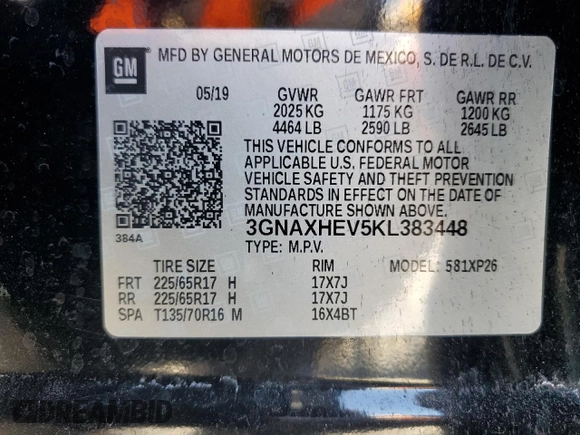 GM
MFD BY GENERAL MOTORS DE MEXICO, S. DE R.L. DE C.V.
05/19 GVWR GAWR FRT GAWR RR
2025 KG 1175 KG 1200 KG
4464 LB 2590 LB 2645 LB
THIS VEHICLE CONFORMS TO ALL
APPLICABLE U.S. FEDERAL MOTOR
VEHICLE SAFETY AND THEFT PREVENTION
STANDARDS IN EFFECT ON THE DATE OF
MANUFACTURE SHOWN ABOVE.
384A
3GNAXHEV5KL383448
TYPE: M.P.V.
TIRE SIZE RIM MODEL: 581XP26
FRT 225/65R17 H 17X7J
RR 225/65R17 H 17X7J
SPA T135/70R16 M 16X4BT
DREAMBID